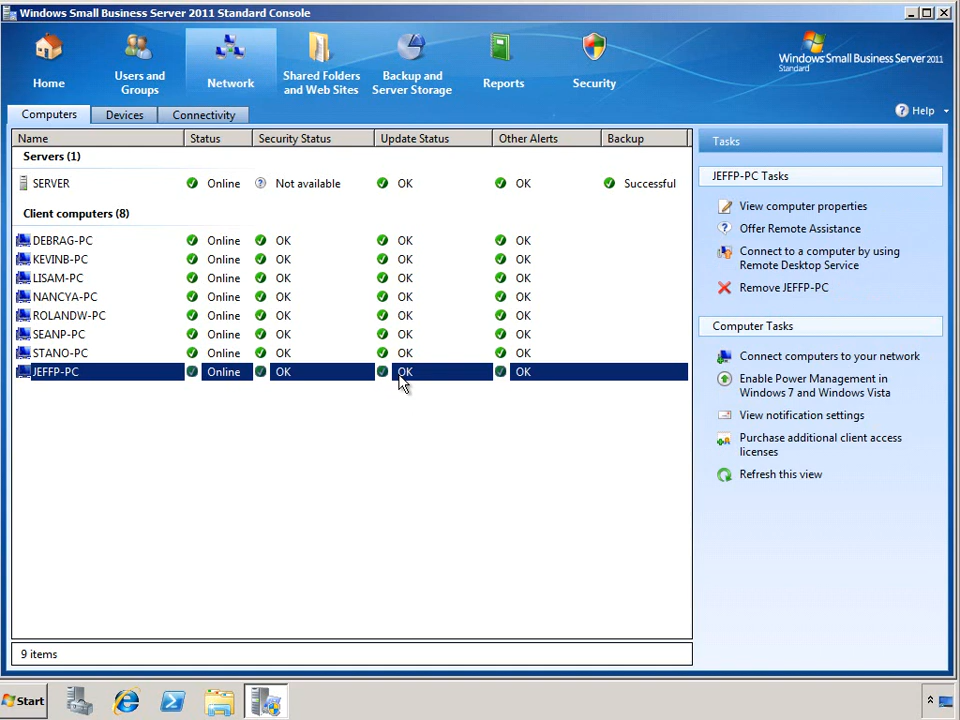 Windows Small Business Server 2011 Standard Console
Home
Users and Groups
Network
Shared Folders and Web Sites
Backup and Server Storage
Reports
Security
Windows Small Business Server 2011
Standard
Computers
Devices
Connectivity
Help
Name Status Security Status Update Status Other Alerts Backup
Servers (1)
SERVER Online Not available OK OK Successful
Client computers (8)
DEBRAG-PC Online OK OK OK
KEVINB-PC Online OK OK OK
LISAM-PC Online OK OK OK
NANCYA-PC Online OK OK OK
ROLANDW-PC Online OK OK OK
SEANP-PC Online OK OK OK
STANO-PC Online OK OK OK
JEFFP-PC Online OK OK OK
9 items
Tasks
JEFFP-PC Tasks
View computer properties
Offer Remote Assistance
Connect to a computer by using
Remote Desktop Service
Remove JEFFP-PC
Computer Tasks
Connect computers to your network
Enable Power Management in
Windows 7 and Windows Vista
View notification settings
Purchase additional client access
licenses
Refresh this view
Start